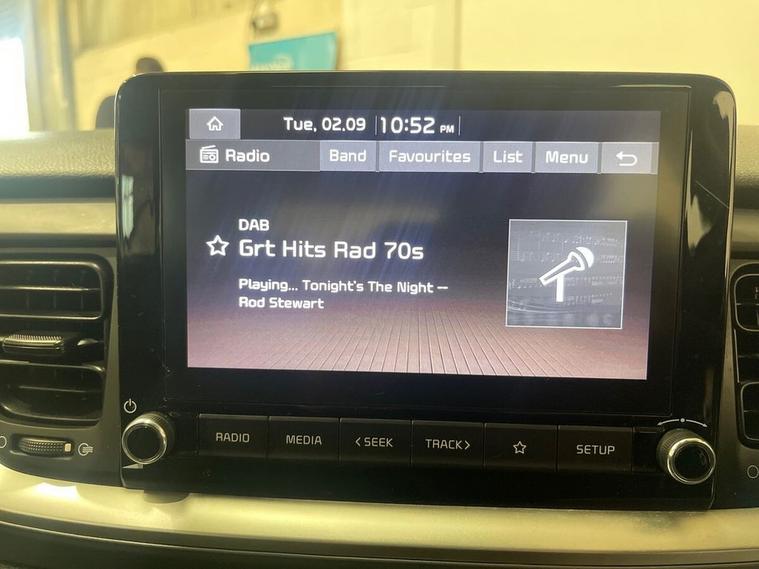 Tue, 02.09 10:52 PM
Radio Band Favourites List Menu
DAB
Grt Hits Rad 70s
Playing... Tonight's The Night —
Rod Stewart
RADIO MEDIA <SEEK TRACK> SETUP